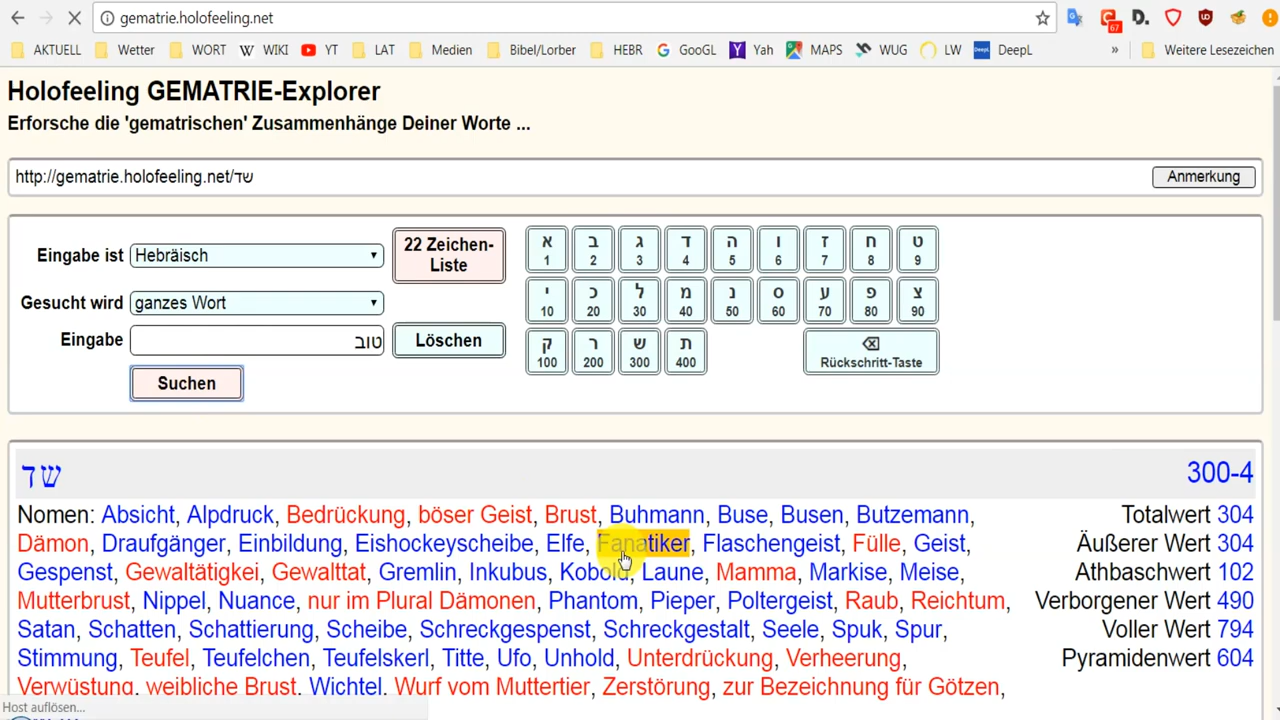 gematrie.holofeeling.net
67
AKTUELL Wetter WORT WIKI YT LAT Medien Bibel/Lorber HEBR GooGL Yah MAPS WUG LW DeepL » Weitere Lesezeichen
Holofeeling GEMATRIE-Explorer
Erforsche die 'gematrischen' Zusammenhänge Deiner Worte ...
http://gematrie.holofeeling.net/שד Anmerkung
Eingabe ist Hebräisch 22 Zeichen-Liste
Gesucht wird ganzes Wort
Eingabe טוב Löschen
Suchen
א ב ג ד ה ו ז ח ט
1 2 3 4 5 6 7 8 9
י כ ל מ נ ס ע פ צ
10 20 30 40 50 60 70 80 90
ק ר ש ת
100 200 300 400 Rückschritt-Taste
שד 300-4
Nomen: Absicht, Alpdruck, Bedrückung, böser Geist, Brust, Buhmann, Buse, Busen, Butzemann, Totalwert 304
Dämon, Draufgänger, Einbildung, Eishockeyscheibe, Elfe, Fanatiker, Flaschengeist, Fülle, Geist, Äußerer Wert 304
Gespenst, Gewaltätigkei, Gewalttat, Gremlin, Inkubus, Kobold, Laune, Mamma, Markise, Meise, Athbaschwert 102
Mutterbrust, Nippel, Nuance, nur im Plural Dämonen, Phantom, Pieper, Poltergeist, Raub, Reichtum, Verborgener Wert 490
Satan, Schatten, Schattierung, Scheibe, Schreckgespenst, Schreckgestalt, Seele, Spuk, Spur, Voller Wert 794
Stimmung, Teufel, Teufelchen, Teufelskerl, Titte, Ufo, Unhold, Unterdrückung, Verheerung, Pyramidenwert 604
Verwüstung, weibliche Brust, Wichtel, Wurf vom Muttertier, Zerstörung, zur Bezeichnung für Götzen,
Host auflösen...